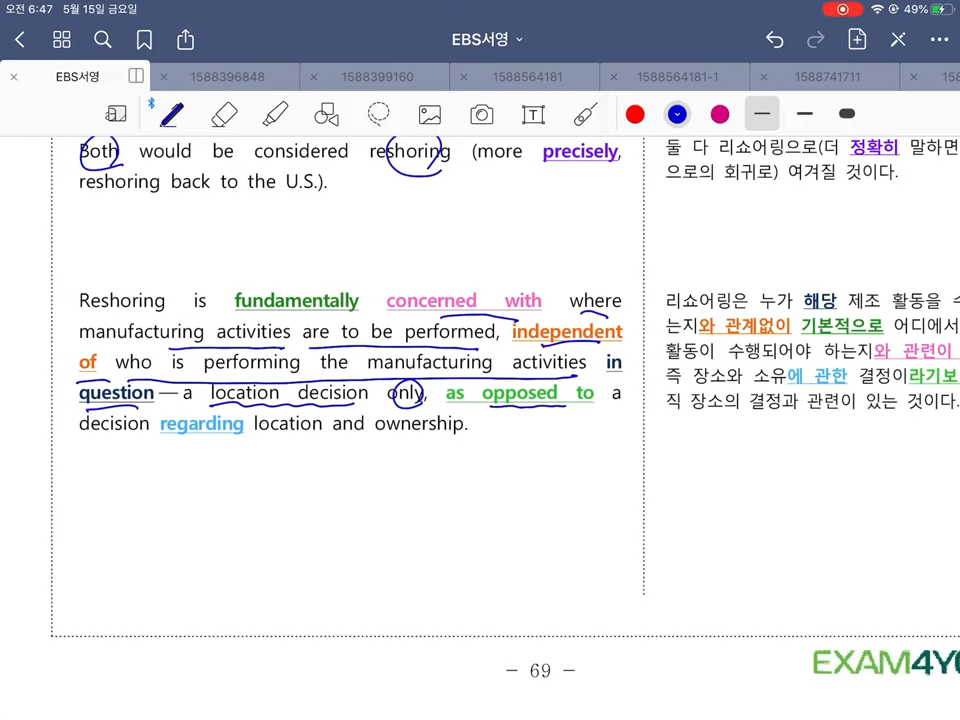 오전 6:47 5월 15일 금요일
49%
EBS서영
EBS서영
1588396848
1588399160
1588564181
1588564181-1
1588741711
Both would be considered reshoring (more precisely,
reshoring back to the U.S.).
둘 다 리쇼어링으로(더 정확히 말하면
으로의 회귀로) 여겨질 것이다.
Reshoring is fundamentally concerned with where
manufacturing activities are to be performed, independent
of who is performing the manufacturing activities in
question—a location decision only, as opposed to a
decision regarding location and ownership.
리쇼어링은 누가 해당 제조 활동을 수
는지와 관계없이 기본적으로 어디에서
활동이 수행되어야 하는지와 관련이
즉 장소와 소유에 관한 결정이라기보
직 장소의 결정과 관련이 있는 것이다.
- 69 -
EXAM4YO